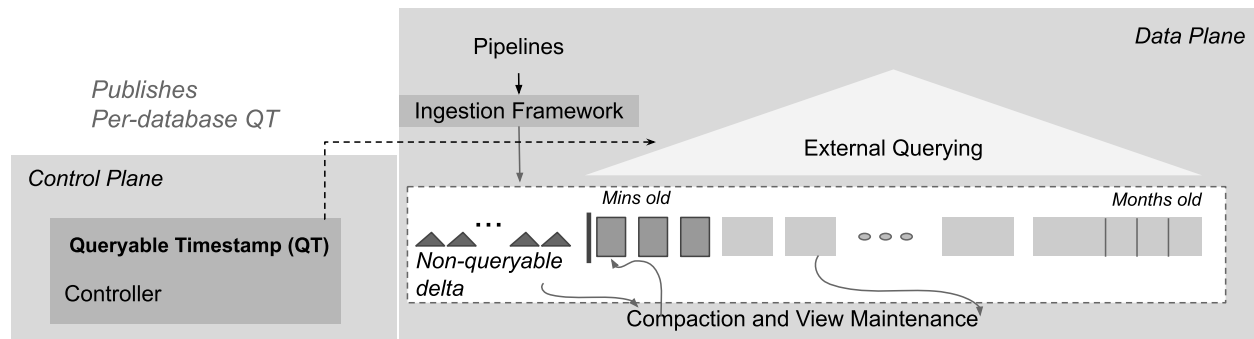 Data Plane
Pipelines
Publishes
Per-database QT
Ingestion Framework
External Querying
Control Plane
Mins old
Months old
Queryable Timestamp (QT)
...
Non-queryable
delta
Controller
Compaction and View Maintenance